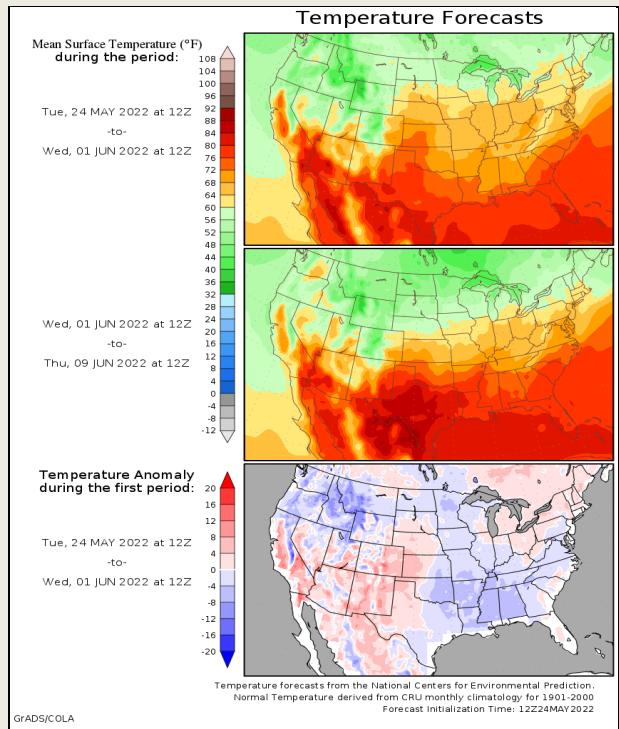 Temperature Forecasts
Mean Surface Temperature (°F)
during the period:
108
104
100
96
92
88
84
80
76
72
68
64
60
56
52
48
44
40
36
32
28
24
20
16
12
8
4
0
-4
-8
-12
Tue, 24 MAY 2022 at 12Z
-to-
Wed, 01 JUN 2022 at 12Z
Wed, 01 JUN 2022 at 12Z
-to-
Thu, 09 JUN 2022 at 12Z
Temperature Anomaly
during the first period:
20
16
12
8
4
0
-4
-8
-12
-16
-20
Tue, 24 MAY 2022 at 12Z
-to-
Wed, 01 JUN 2022 at 12Z
Temperature forecasts from the National Centers for Environmental Prediction.
Normal Temperature derived from CRU monthly climatology for 1901-2000
Forecast Initialization Time: 12Z24MAY2022
GrADS/COLA